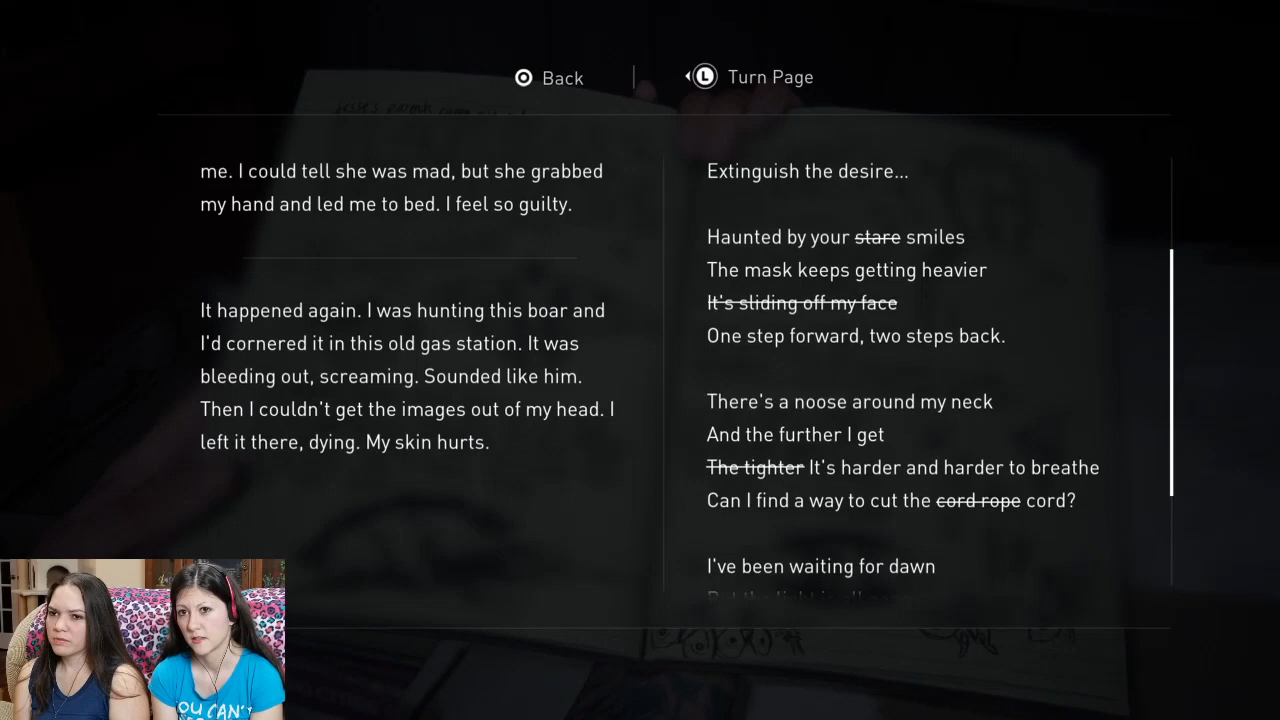 Back
Turn Page
me. I could tell she was mad, but she grabbed
my hand and led me to bed. I feel so guilty.
It happened again. I was hunting this boar and
I'd cornered it in this old gas station. It was
bleeding out, screaming. Sounded like him.
Then I couldn't get the images out of my head. I
left it there, dying. My skin hurts.
Extinguish the desire...
Haunted by your stare smiles
The mask keeps getting heavier
It's sliding off my face
One step forward, two steps back.
There's a noose around my neck
And the further I get
The tighter It's harder and harder to breathe
Can I find a way to cut the cord rope cord?
I've been waiting for dawn
YOU CAN'T